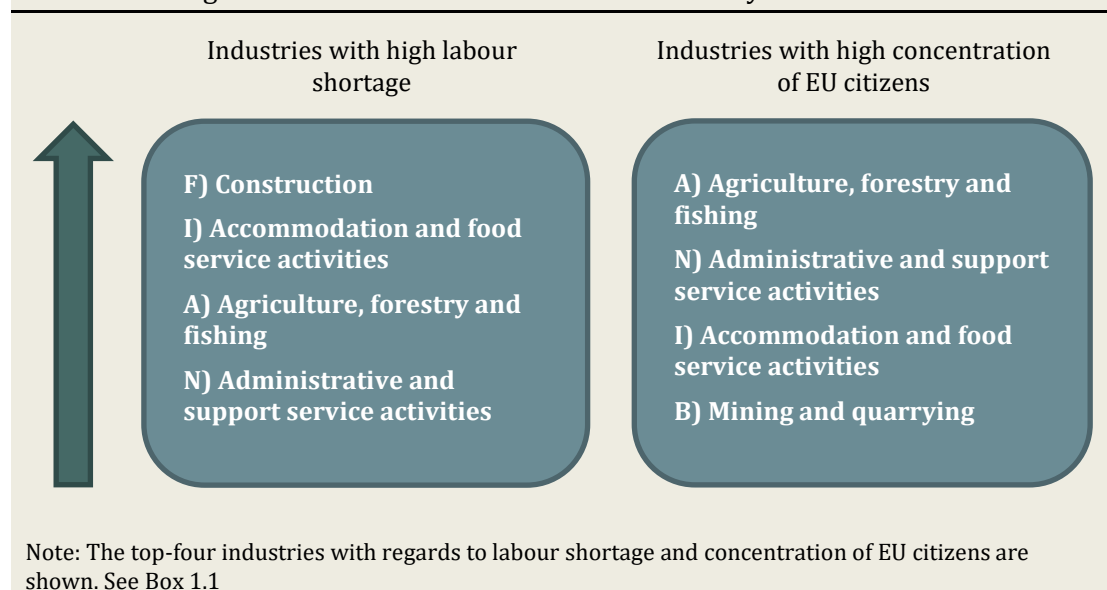 Industries with high labour
shortage
Industries with high concentration
of EU citizens
F) Construction
I) Accommodation and food
service activities
A) Agriculture, forestry and
fishing
N) Administrative and
support service activities
A) Agriculture, forestry and
fishing
N) Administrative and support
service activities
I) Accommodation and food
service activities
B) Mining and quarrying
Note: The top-four industries with regards to labour shortage and concentration of EU citizens are
shown. See Box 1.1